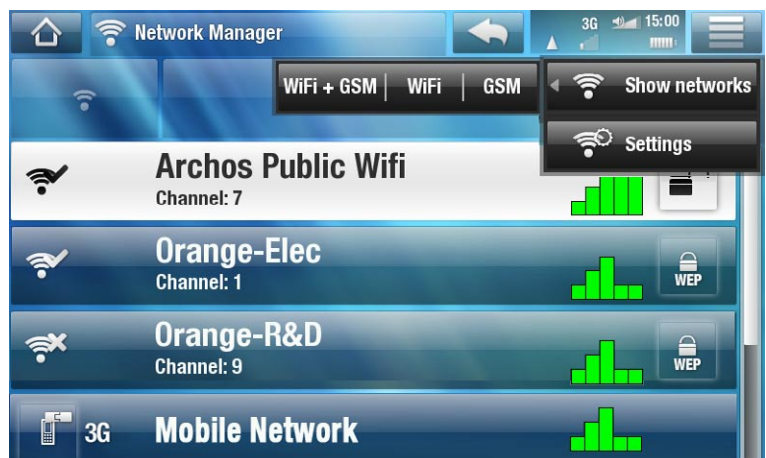 Network Manager
3G 15:00
WiFi + GSM | WiFi | GSM
Show networks
Settings
Archos Public Wifi
Channel: 7
Orange-Elec
Channel: 1
WEP
Orange-R&D
Channel: 9
WEP
3G Mobile Network